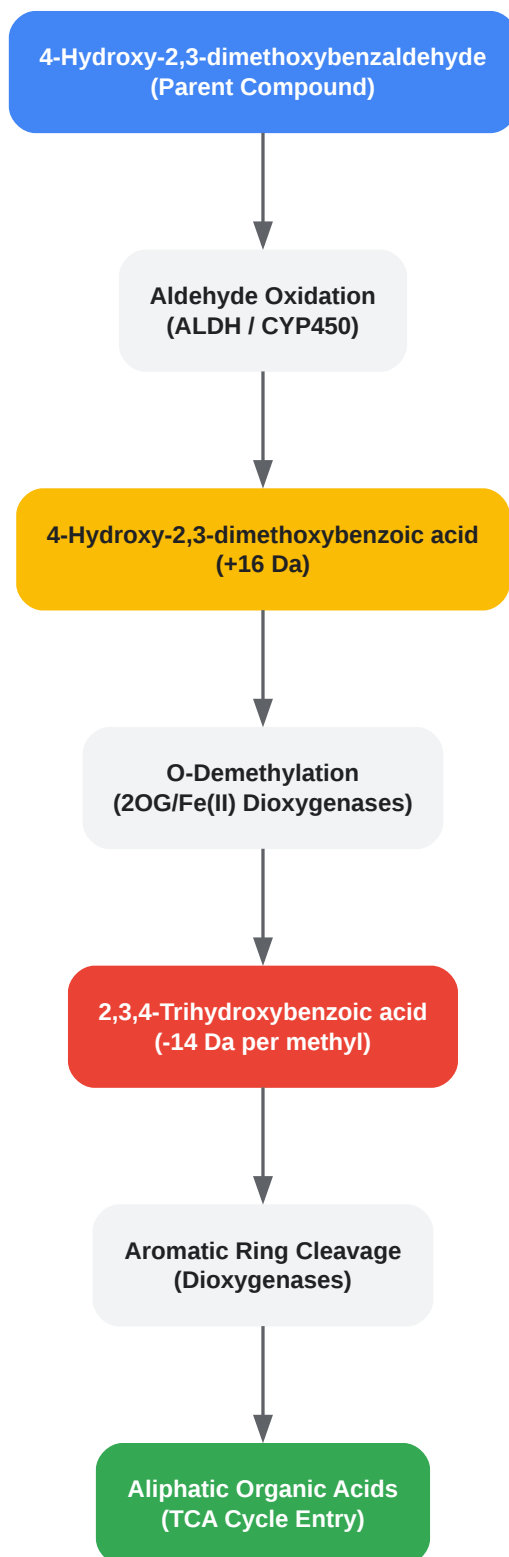 4-Hydroxy-2,3-dimethoxybenzaldehyde
(Parent Compound)
Aldehyde Oxidation
(ALDH / CYP450)
4-Hydroxy-2,3-dimethoxybenzoic acid
(+16 Da)
O-Demethylation
(2OG/Fe(II) Dioxygenases)
2,3,4-Trihydroxybenzoic acid
(-14 Da per methyl)
Aromatic Ring Cleavage
(Dioxygenases)
Aliphatic Organic Acids
(TCA Cycle Entry)